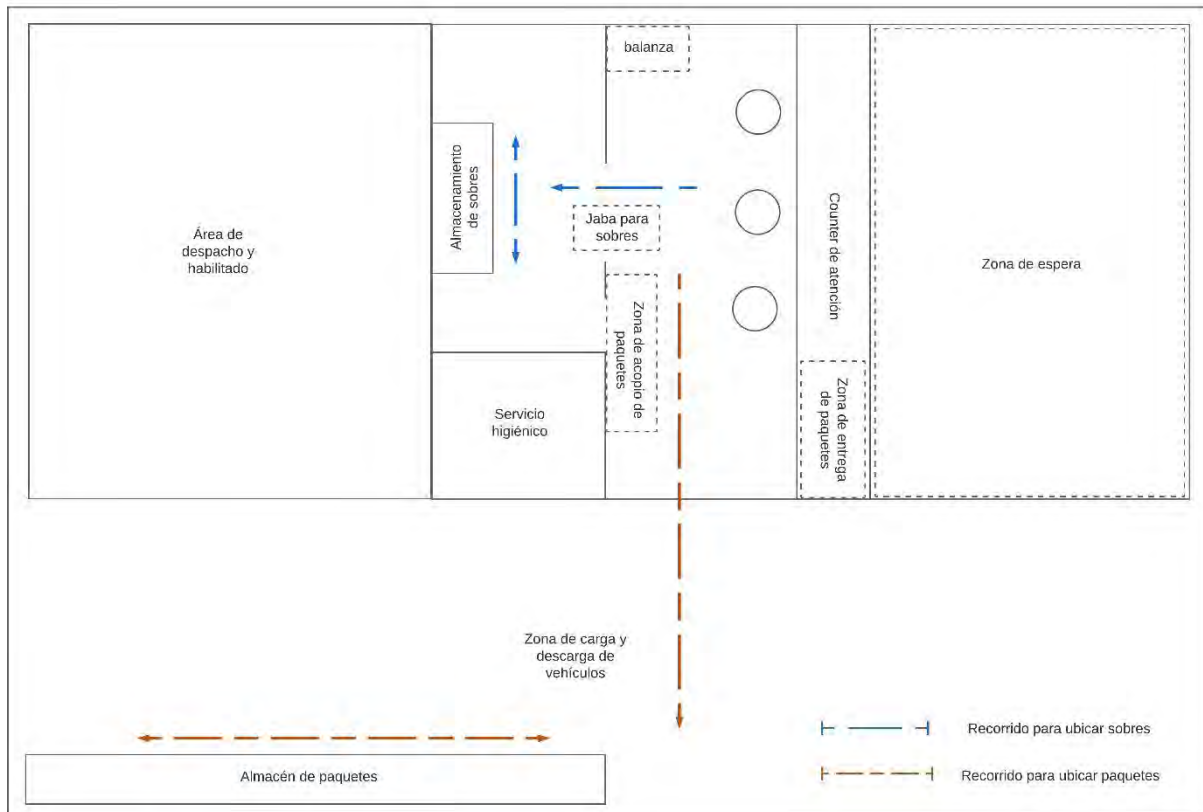 balanza
Almacenamiento
de sobres
Jaba para
sobres
Área de
despacho y
habilitado
Counter de atención
Zona de espera
Zona de acopio de
paquetes
Zona de entrega
de paquetes
Servicio
higiénico
Zona de carga y
descarga de
vehículos
Recorrido para ubicar sobres
Almacén de paquetes
Recorrido para ubicar paquetes